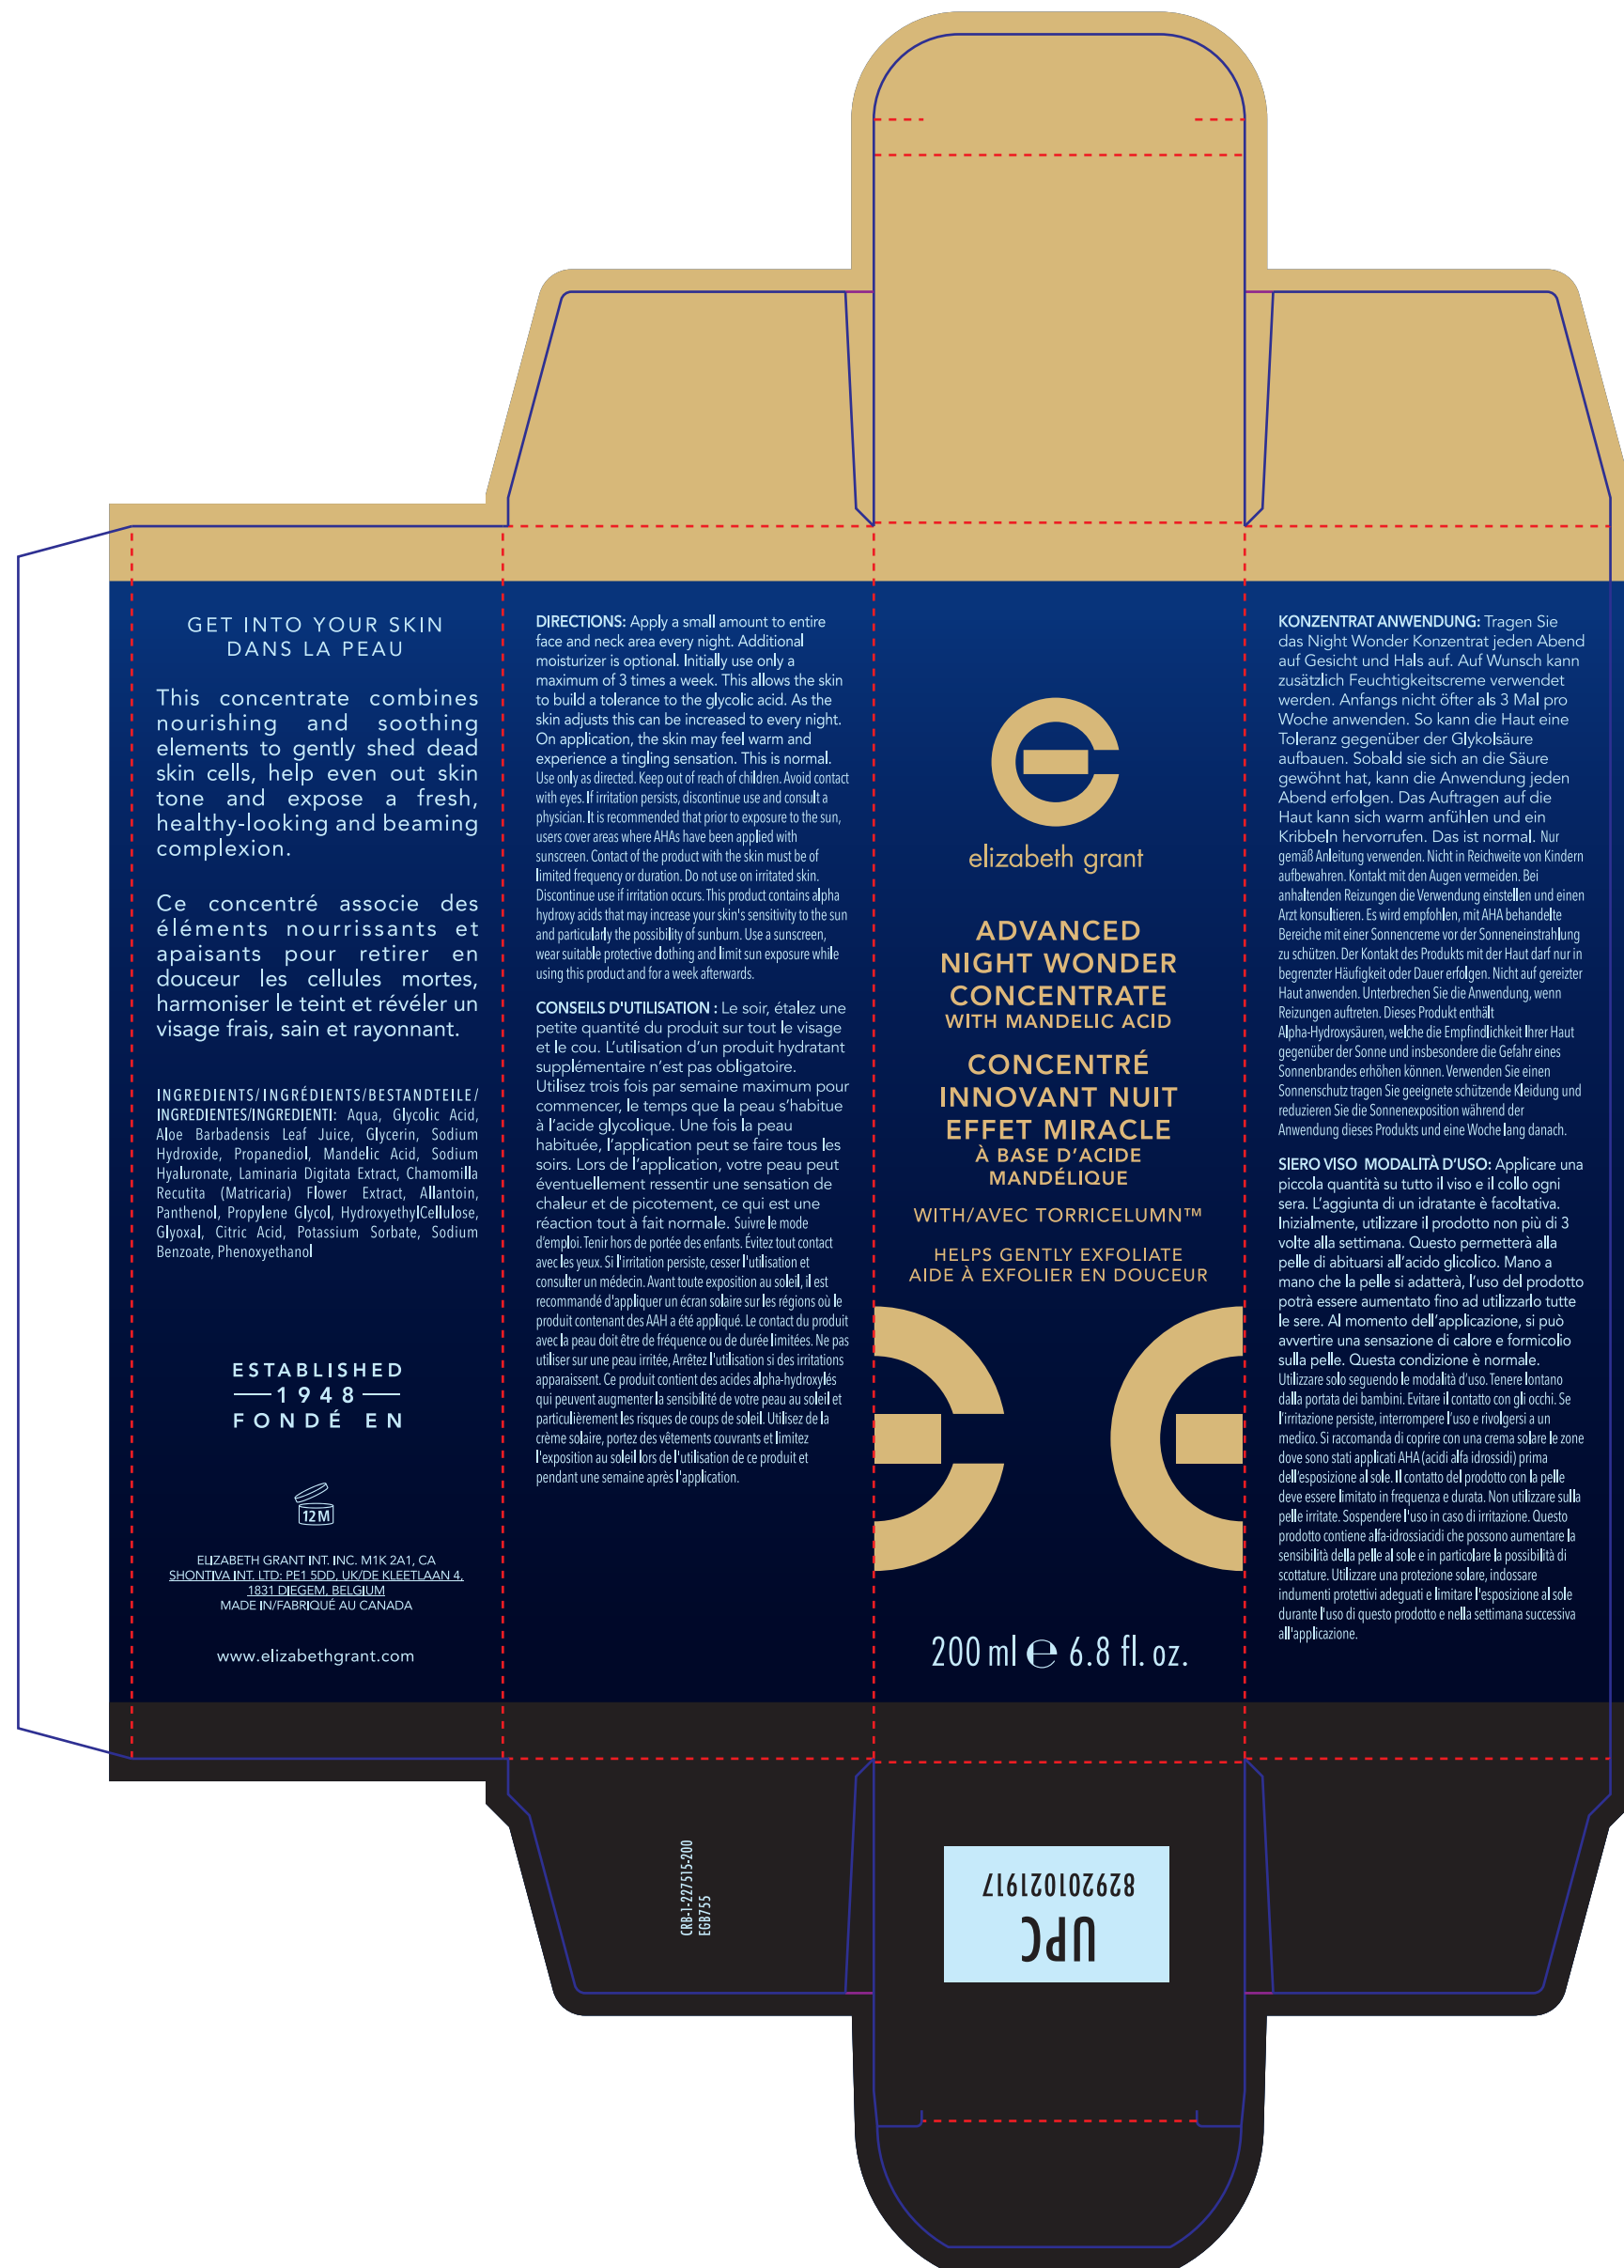 GET INTO YOUR SKIN
DANS LA PEAU
This concentrate combines
nourishing and soothing
elements to gently shed dead
skin cells, help even out skin
tone and expose a fresh,
healthy-looking and beaming
complexion.
Ce concentré associe des
éléments nourrissants et
apaisants pour retirer en
douceur les cellules mortes,
harmoniser le teint et révéler un
visage frais, sain et rayonnant.
INGREDIENTS/INGRÉDIENTS/BESTANDTEILE/
INGREDIENTES/INGREDIENTI: Aqua, Glycolic Acid,
Aloe Barbadensis Leaf Juice, Glycerin, Sodium
Hydroxide, Propanediol, Mandelic Acid, Sodium
Hyaluronate, Laminaria Digitata Extract, Chamomilla
Recutita (Matricaria) Flower Extract, Allantoin,
Panthenol, Propylene Glycol, HydroxyethylCellulose,
Glyoxal, Citric Acid, Potassium Sorbate, Sodium
Benzoate, Phenoxyethanol
ESTABLISHED
1948
FONDÉ EN
12M
ELIZABETH GRANT INT. INC. M1K 2A1, CA
SHONTIVA INT. LTD: PE1 5DD, UK/DE KLEETLAAN 4,
1831 DIEGEM, BELGIUM
MADE IN/FABRIQUÉ AU CANADA
www.elizabethgrant.com
DIRECTIONS: Apply a small amount to entire
face and neck area every night. Additional
moisturizer is optional. Initially use only a
maximum of 3 times a week. This allows the skin
to build a tolerance to the glycolic acid. As the
skin adjusts this can be increased to every night.
On application, the skin may feel warm and
experience a tingling sensation. This is normal.
Use only as directed. Keep out of reach of children. Avoid contact
with eyes. If irritation persists, discontinue use and consult a
physician. It is recommended that prior to exposure to the sun,
users cover areas where AHAs have been applied with
sunscreen. Contact of the product with the skin must be of
limited frequency or duration. Do not use on irritated skin.
Discontinue use if irritation occurs. This product contains alpha
hydroxy acids that may increase your skin's sensitivity to the sun
and particularly the possibility of sunburn. Use a sunscreen,
wear suitable protective clothing and limit sun exposure while
using this product and for a week afterwards.
CONSEILS D'UTILISATION : Le soir, étalez une
petite quantité du produit sur tout le visage
et le cou. L’utilisation d’un produit hydratant
supplémentaire n’est pas obligatoire.
Utilisez trois fois par semaine maximum pour
commencer, le temps que la peau s’habitue
à l’acide glycolique. Une fois la peau
habituée, l’application peut se faire tous les
soirs. Lors de l’application, votre peau peut
éventuellement ressentir une sensation de
chaleur et de picotement, ce qui est une
réaction tout à fait normale. Suivre le mode
d’emploi. Tenir hors de portée des enfants. Évitez tout contact
avec les yeux. Si l'irritation persiste, cesser l'utilisation et
consulter un médecin. Avant toute exposition au soleil, il est
recommandé d'appliquer un écran solaire sur les régions où le
produit contenant des AAH a été appliqué. Le contact du produit
avec la peau doit être de fréquence ou de durée limitées. Ne pas
utiliser sur une peau irritée, Arrêtez l'utilisation si des irritations
apparaissent. Ce produit contient des acides alpha-hydroxylés
qui peuvent augmenter la sensibilité de votre peau au soleil et
particulièrement les risques de coups de soleil. Utilisez de la
crème solaire, portez des vêtements couvrants et limitez
l'exposition au soleil lors de l'utilisation de ce produit et
pendant une semaine après l'application.
elizabeth grant
ADVANCED
NIGHT WONDER
CONCENTRATE
WITH MANDELIC ACID
CONCENTRÉ
INNOVANT NUIT
EFFET MIRACLE
À BASE D’ACIDE
MANDÉLIQUE
WITH/AVEC TORRICELUMN™
HELPS GENTLY EXFOLIATE
AIDE À EXFOLIER EN DOUCEUR
200 ml ℮ 6.8 fl. oz.
KONZENTRAT ANWENDUNG: Tragen Sie
das Night Wonder Konzentrat jeden Abend
auf Gesicht und Hals auf. Auf Wunsch kann
zusätzlich Feuchtigkeitscreme verwendet
werden. Anfangs nicht öfter als 3 Mal pro
Woche anwenden. So kann die Haut eine
Toleranz gegenüber der Glykolsäure
aufbauen. Sobald sie sich an die Säure
gewöhnt hat, kann die Anwendung jeden
Abend erfolgen. Das Auftragen auf die
Haut kann sich warm anfühlen und ein
Kribbeln hervorrufen. Das ist normal. Nur
gemäß Anleitung verwenden. Nicht in Reichweite von Kindern
aufbewahren. Kontakt mit den Augen vermeiden. Bei
anhaltenden Reizungen die Verwendung einstellen und einen
Arzt konsultieren. Es wird empfohlen, mit AHA behandelte
Bereiche mit einer Sonnencreme vor der Sonneneinstrahlung
zu schützen. Der Kontakt des Produkts mit der Haut darf nur in
begrenzter Häufigkeit oder Dauer erfolgen. Nicht auf gereizter
Haut anwenden. Unterbrechen Sie die Anwendung, wenn
Reizungen auftreten. Dieses Produkt enthält
Alpha-Hydroxysäuren, welche die Empfindlichkeit Ihrer Haut
gegenüber der Sonne und insbesondere die Gefahr eines
Sonnenbrandes erhöhen können. Verwenden Sie einen
Sonnenschutz tragen Sie geeignete schützende Kleidung und
reduzieren Sie die Sonnenexposition während der
Anwendung dieses Produkts und eine Woche lang danach.
SIERO VISO MODALITÀ D’USO: Applicare una
piccola quantità su tutto il viso e il collo ogni
sera. L’aggiunta di un idratante è facoltativa.
Inizialmente, utilizzare il prodotto non più di 3
volte alla settimana. Questo permetterà alla
pelle di abituarsi all’acido glicolico. Mano a
mano che la pelle si adatterà, l’uso del prodotto
potrà essere aumentato fino ad utilizzarlo tutte
le sere. Al momento dell’applicazione, si può
avvertire una sensazione di calore e formicolio
sulla pelle. Questa condizione è normale.
Utilizzare solo seguendo le modalità d’uso. Tenere lontano
dalla portata dei bambini. Evitare il contatto con gli occhi. Se
l’irritazione persiste, interrompere l’uso e rivolgersi a un
medico. Si raccomanda di coprire con una crema solare le zone
dove sono stati applicati AHA (acidi alfa idrossidi) prima
dell’esposizione al sole. Il contatto del prodotto con la pelle
deve essere limitato in frequenza e durata. Non utilizzare sulla
pelle irritate. Sospendere l'uso in caso di irritazione. Questo
prodotto contiene alfa-idrossiacidi che possono aumentare la
sensibilità della pelle al sole e in particolare la possibilità di
scottature. Utilizzare una protezione solare, indossare
indumenti protettivi adeguati e limitare l'esposizione al sole
durante l'uso di questo prodotto e nella settimana successiva
all'applicazione.
CRB-1-227515-200
EGB755
UPC
829201021917